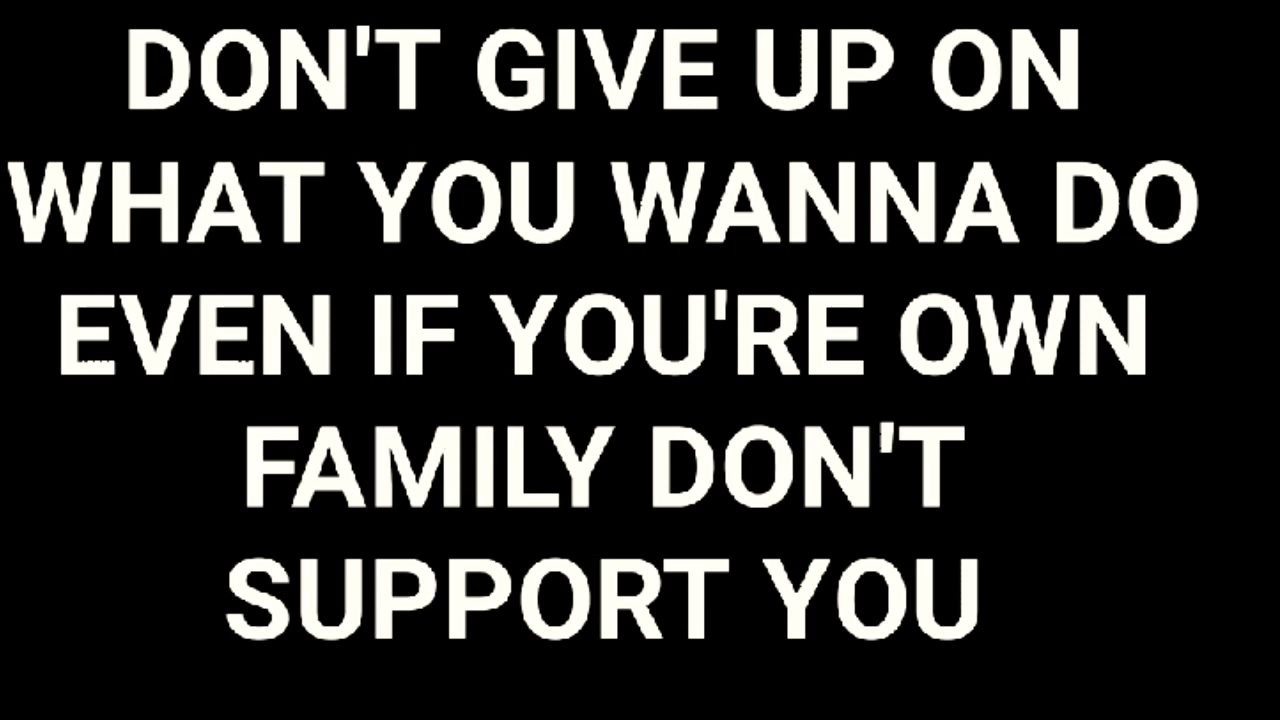 DON'T GIVE UP ON
WHAT YOU WANNA DO
EVEN IF YOU'RE OWN
FAMILY DON'T
SUPPORT YOU